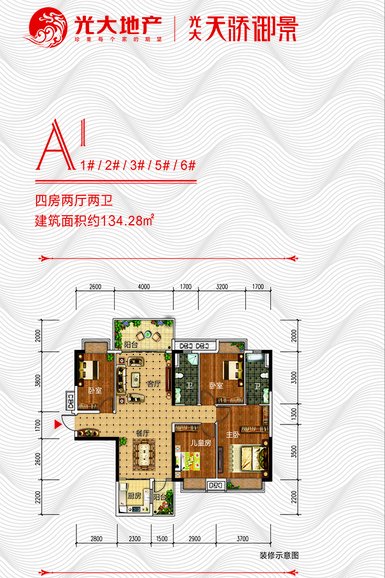 光大地产
珍重每个家的期望
光大 天骄御景
A1
1# / 2# / 3# / 5# / 6#
四房两厅两卫
建筑面积约134.28㎡
2600 4000 1700 3200 1700
2000 3800 1700 2600 2200
2000 3300 1300 3500 2200
阳台
卧室 客厅 卫 卧室 卫
餐厅 儿童房 主卧
厨房 阳台
2800 2300 1500 2900 3700
装修示意图